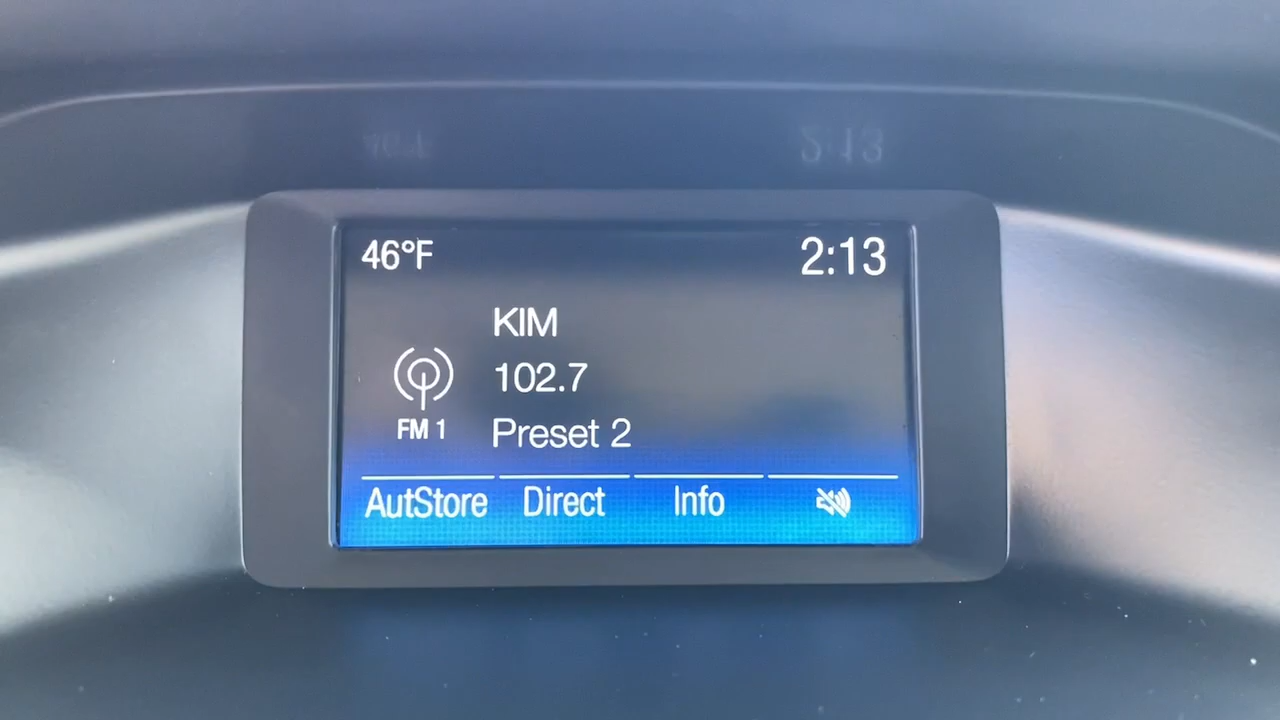 46°F 2:13
KIM
102.7
FM 1
Preset 2
AutStore Direct Info